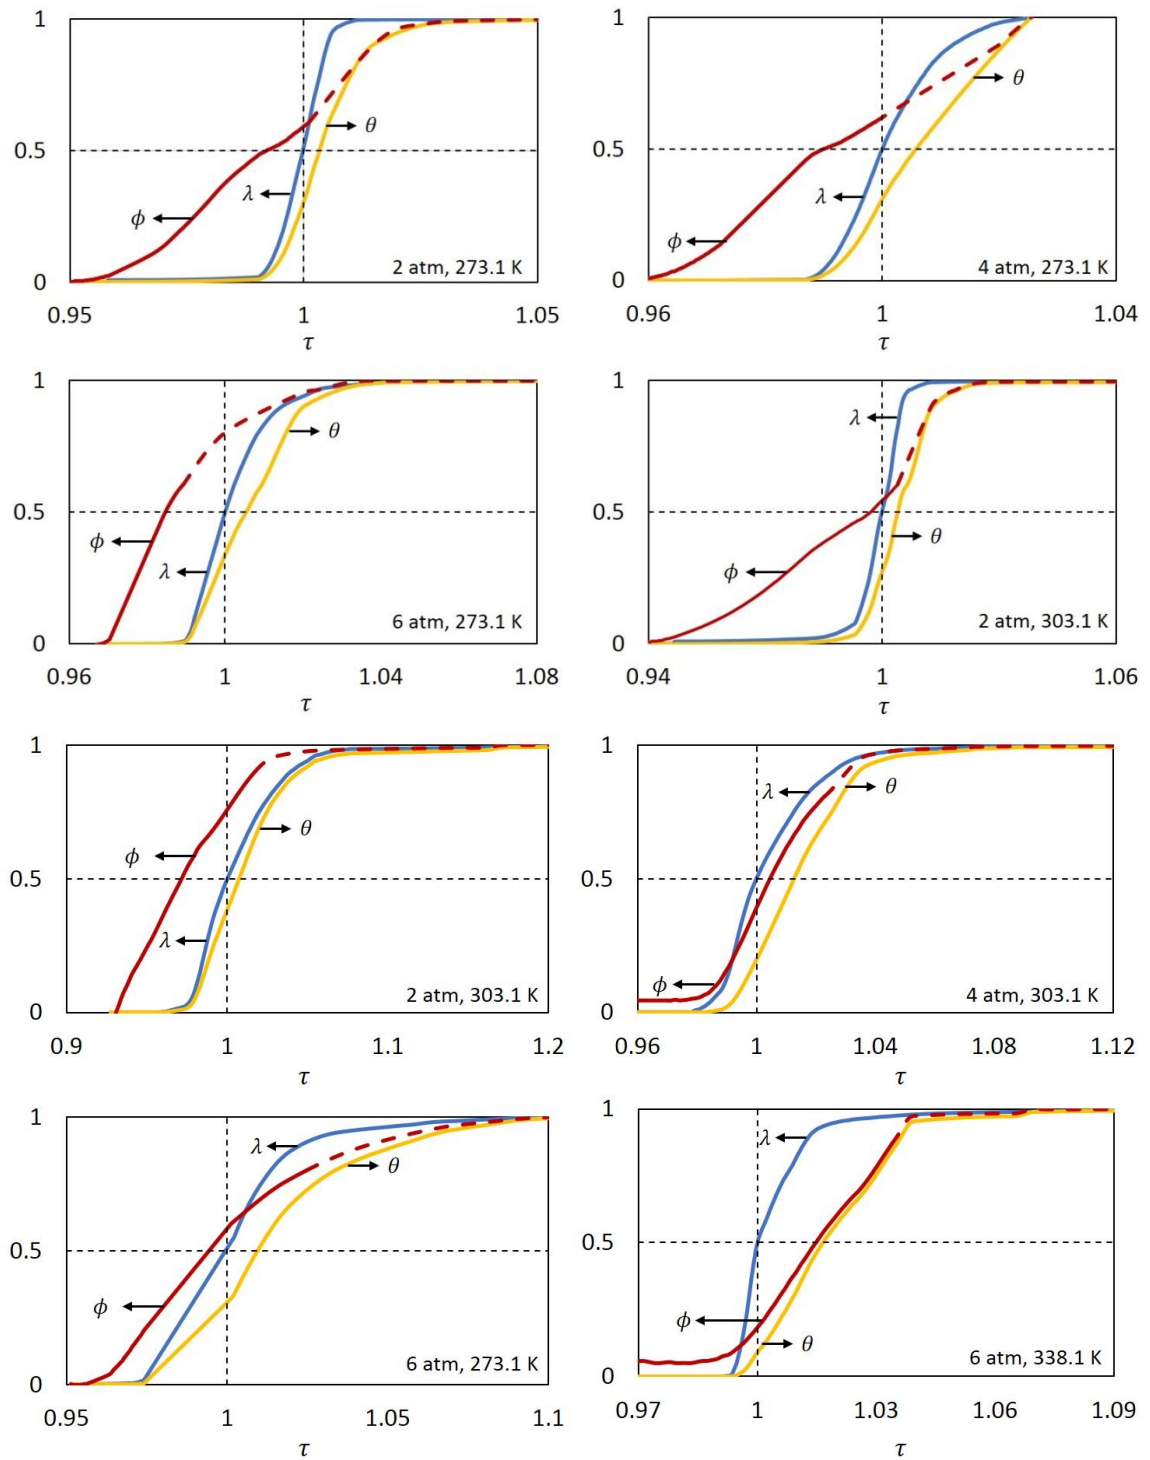 1
0.5
0
ϕ
λ
θ
2 atm, 273.1 K
0.95
1
1.05
τ
1
0.5
0
ϕ
λ
θ
4 atm, 273.1 K
0.96
1
1.04
τ
1
0.5
0
ϕ
λ
θ
6 atm, 273.1 K
0.96
1
1.04
1.08
τ
1
0.5
0
λ
ϕ
θ
2 atm, 303.1 K
0.94
1
1.06
τ
1
0.5
0
ϕ
θ
λ
2 atm, 303.1 K
0.9
1
1.1
1.2
τ
1
0.5
0
λ
θ
ϕ
4 atm, 303.1 K
0.96
1
1.04
1.08
1.12
τ
1
0.5
0
λ
θ
ϕ
6 atm, 273.1 K
0.95
1
1.05
1.1
τ
1
0.5
0
λ
ϕ
θ
6 atm, 338.1 K
0.97
1
1.03
1.06
1.09
τ